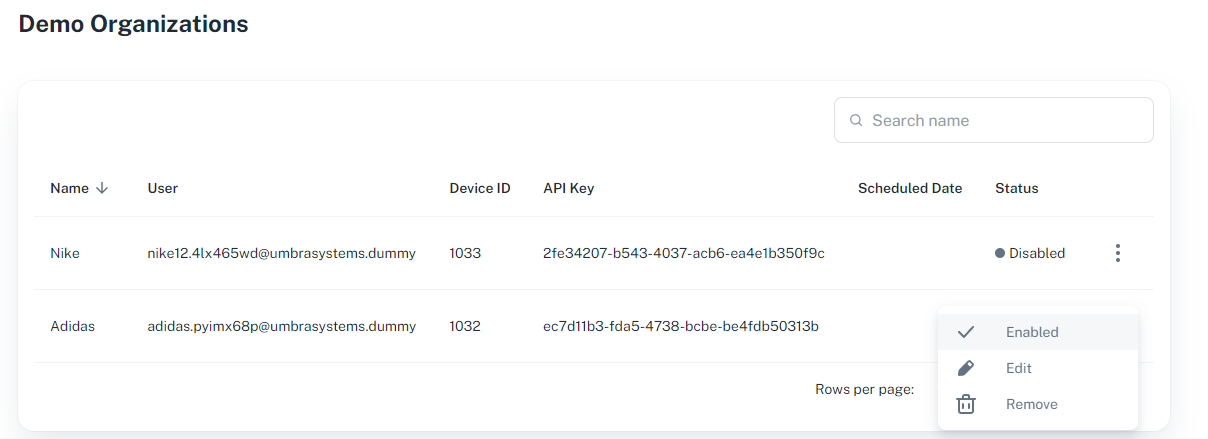 Demo Organizations
Search name
Name User Device ID API Key Scheduled Date Status
Nike nike12.4lx465wd@umbrasystems.dummy 1033 2fe34207-b543-4037-acb6-ea4e1b350f9c Disabled
Adidas adidas.pyimx68p@umbrasystems.dummy 1032 ec7d11b3-fda5-4738-bcbe-be4fdb50313b
Enabled
Edit
Rows per page:
Remove